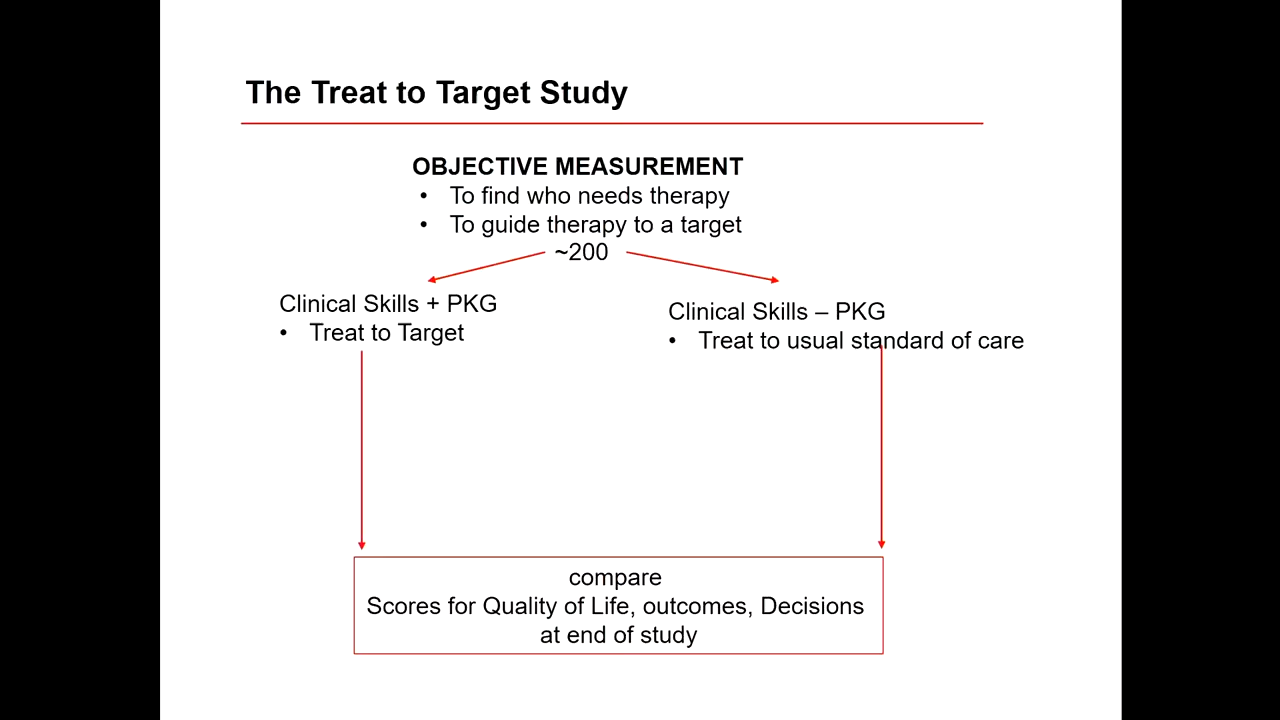 The Treat to Target Study
OBJECTIVE MEASUREMENT
• To find who needs therapy
• To guide therapy to a target
~200
Clinical Skills + PKG
• Treat to Target
Clinical Skills – PKG
• Treat to usual standard of care
compare
Scores for Quality of Life, outcomes, Decisions
at end of study